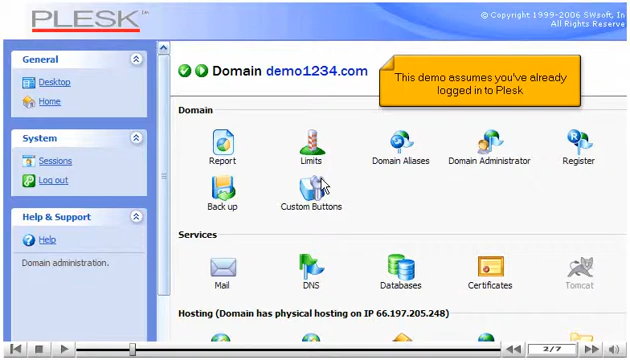 PLESK TM
© Copyright 1999-2006 SWsoft, In
All Rights Reserve
General
Desktop
Home
System
Sessions
Log out
Help & Support
Help
Domain administration.
Domain demo1234.com
This demo assumes you've already
logged in to Plesk
Domain
Report
Limits
Domain Aliases
Domain Administrator
Register
Back up
Custom Buttons
Services
Mail
DNS
Databases
Certificates
Tomcat
Hosting (Domain has physical hosting on IP 66.197.205.248)
2/7